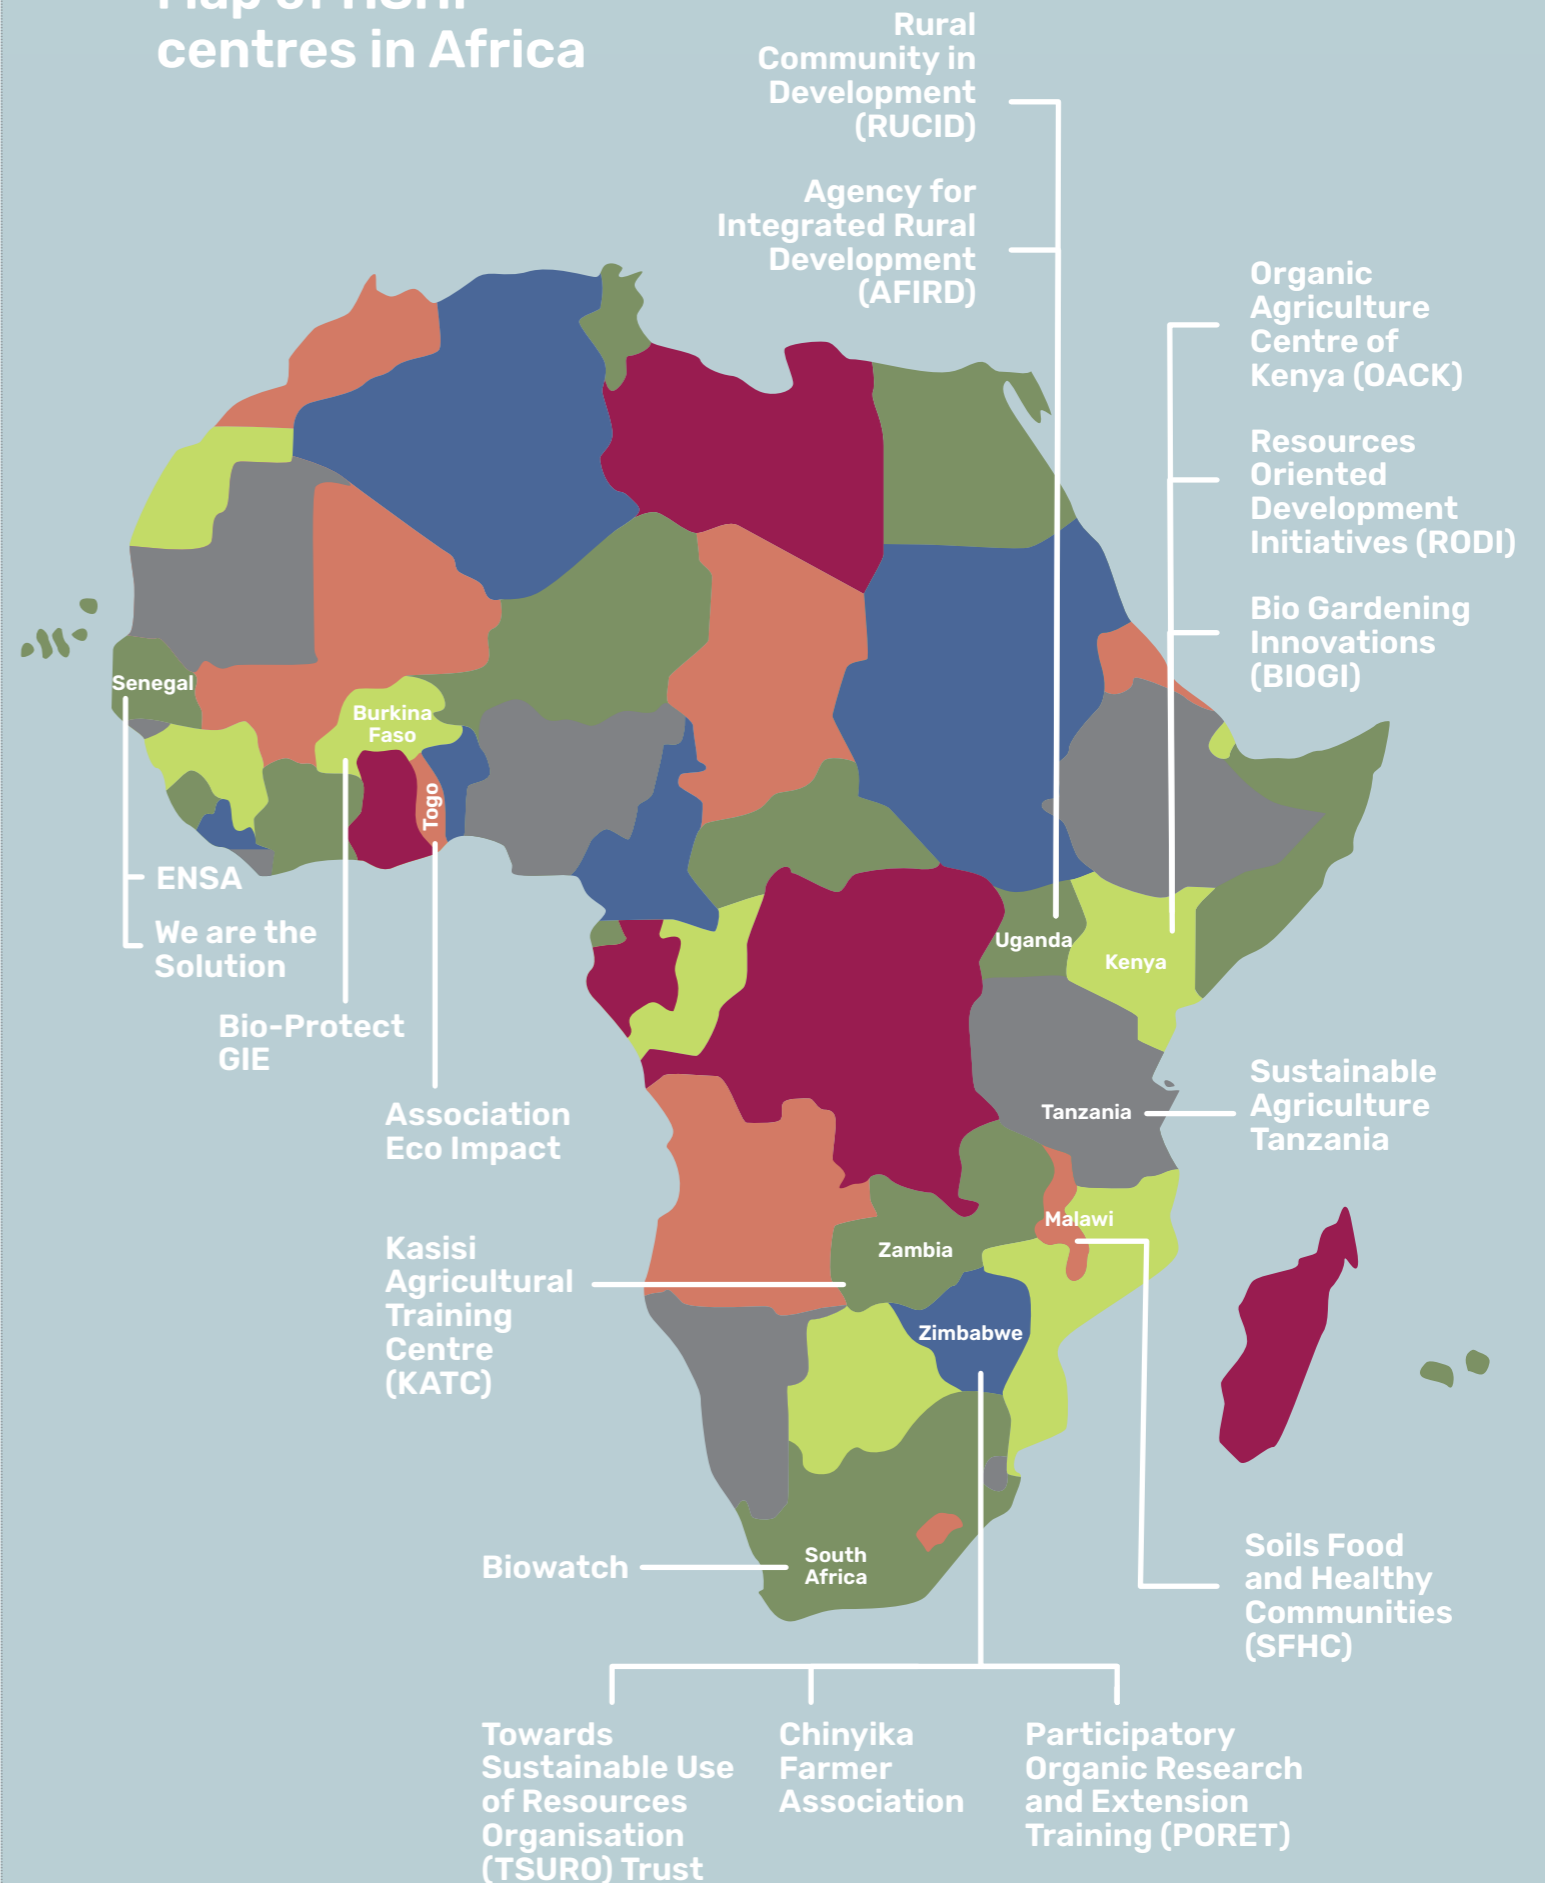 Map of HSHF
centres in Africa
Rural
Community in
Development
(RUCID)
Agency for
Integrated Rural
Development
(AFIRD)
Organic
Agriculture
Centre of
Kenya (OACK)
Resources
Oriented
Development
Initiatives (RODI)
Bio Gardening
Innovations
(BIOGI)
Senegal
Burkina
Faso
Togo
ENSA
We are the
Solution
Bio-Protect
GIE
Association
Eco Impact
Uganda
Kenya
Tanzania
Sustainable
Agriculture
Tanzania
Malawi
Zambia
Kasisi
Agricultural
Training
Centre
(KATC)
Zimbabwe
Biowatch
South
Africa
Soils Food
and Healthy
Communities
(SFHC)
Towards
Sustainable Use
of Resources
Organisation
(TSURO) Trust
Chinyika
Farmer
Association
Participatory
Organic Research
and Extension
Training (PORET)